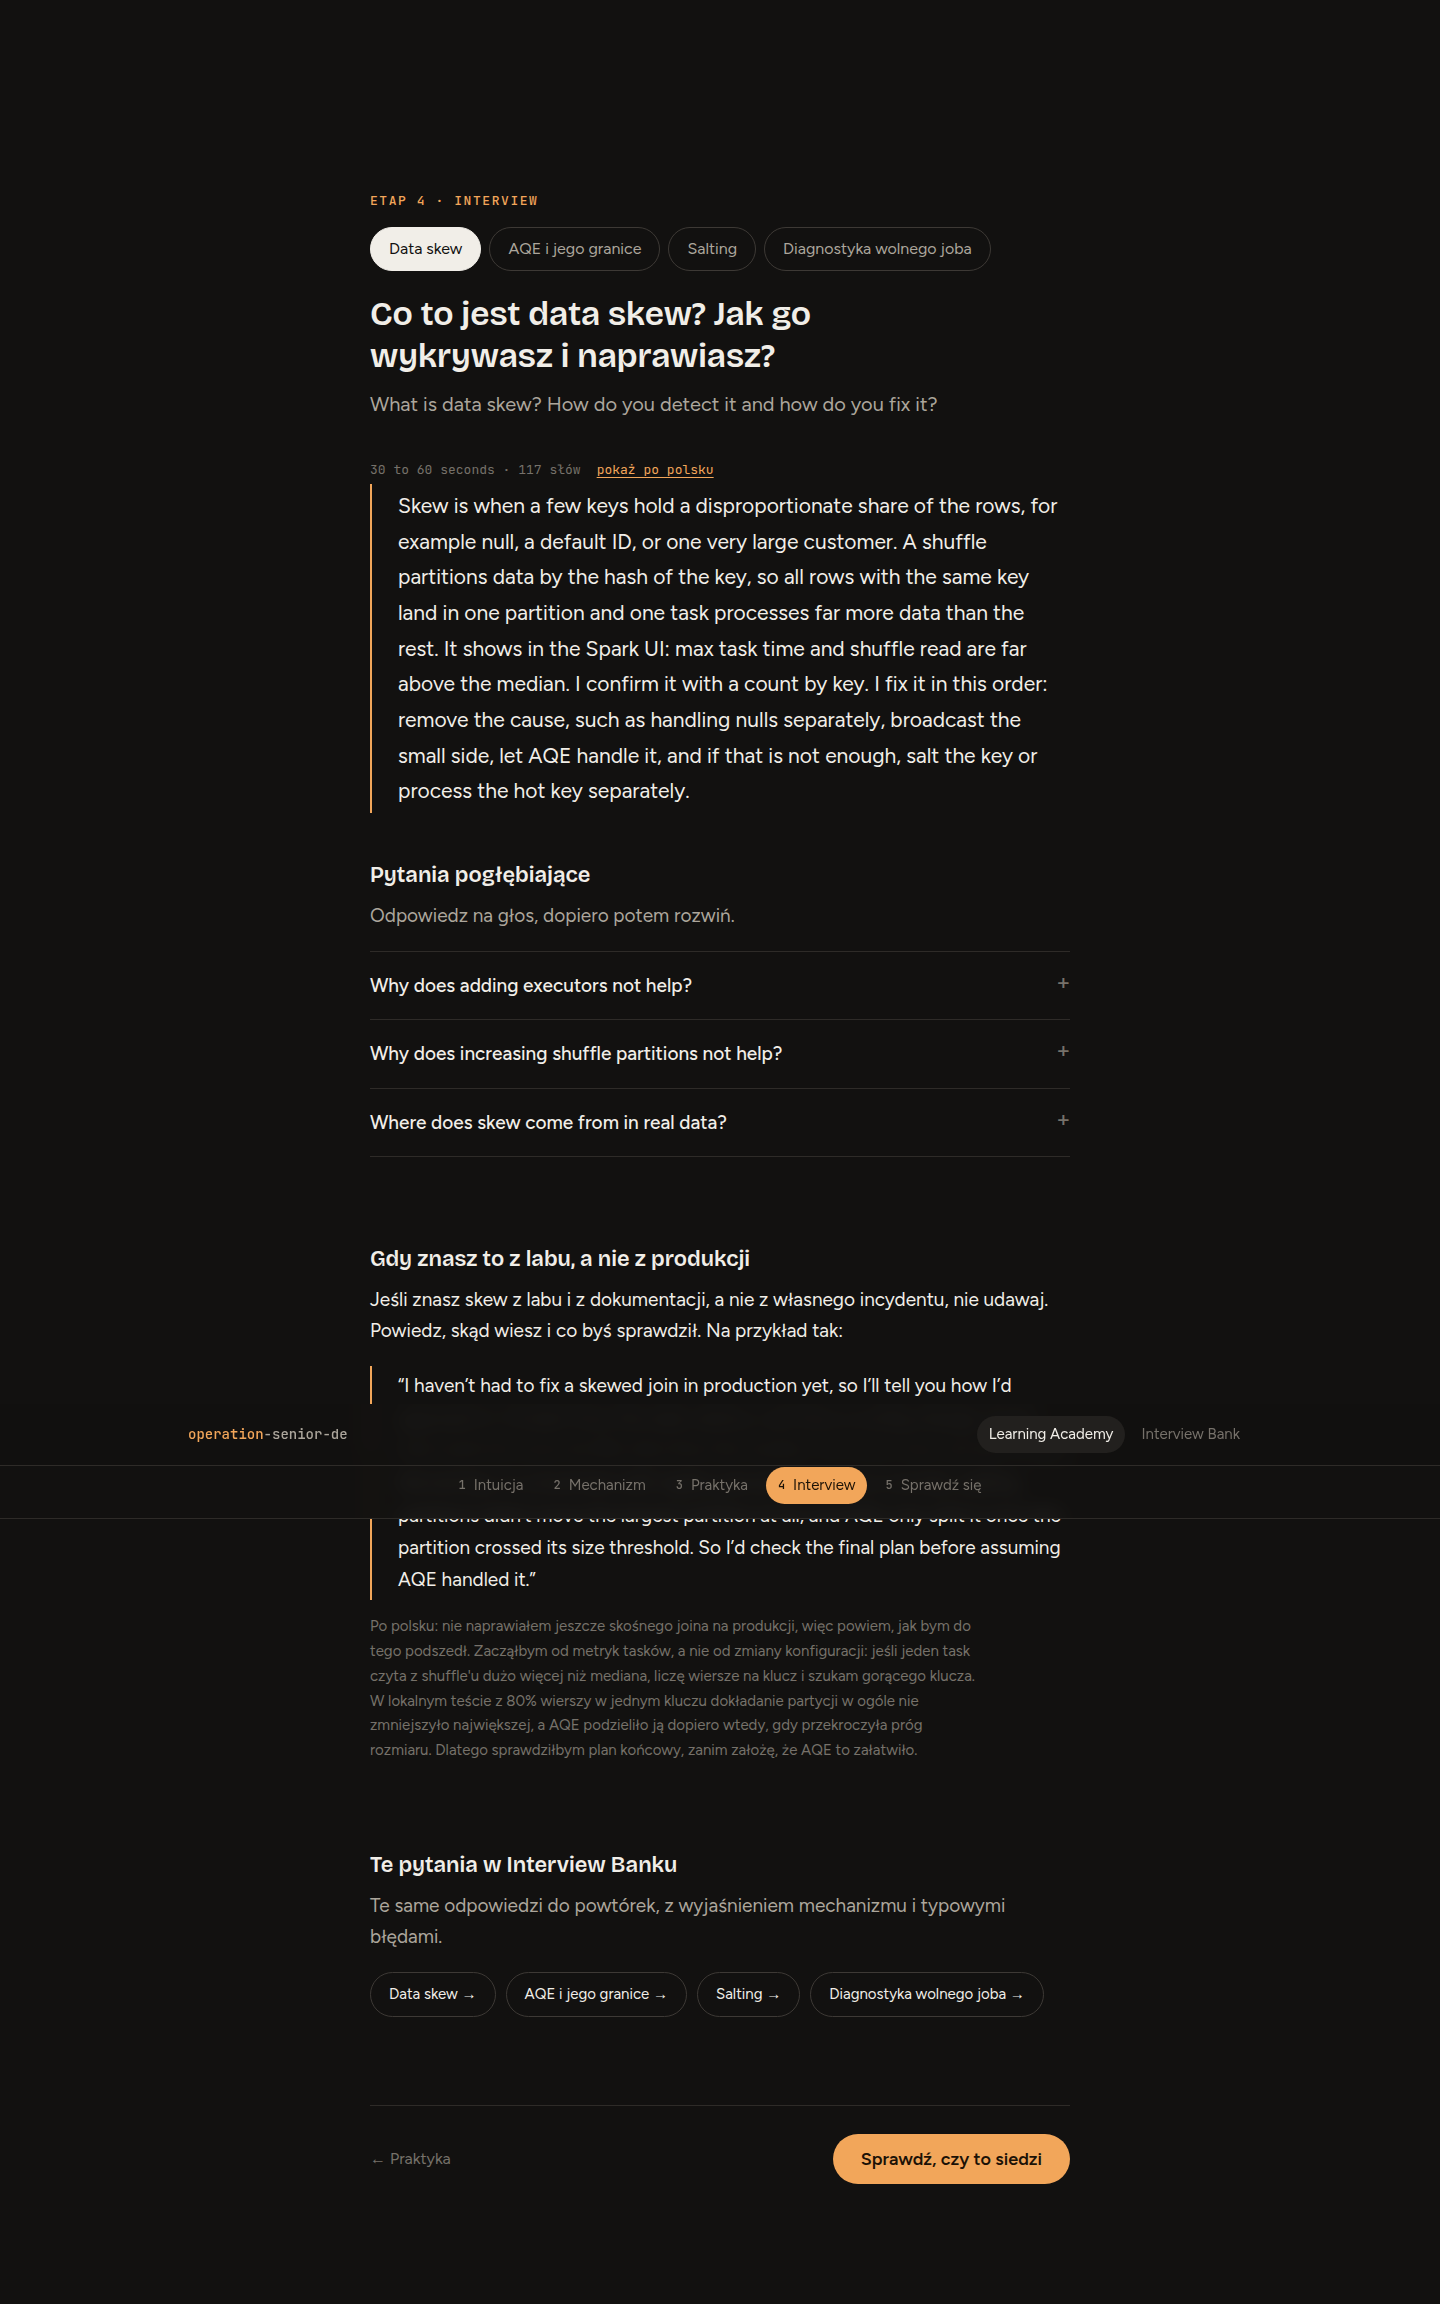 ETAP 4 · INTERVIEW
Data skew
AQE i jego granice
Salting
Diagnostyka wolnego joba
Co to jest data skew? Jak go
wykrywasz i naprawiasz?
What is data skew? How do you detect it and how do you fix it?
30 to 60 seconds · 117 słów pokaż po polsku
Skew is when a few keys hold a disproportionate share of the rows, for
example null, a default ID, or one very large customer. A shuffle
partitions data by the hash of the key, so all rows with the same key
land in one partition and one task processes far more data than the
rest. It shows in the Spark UI: max task time and shuffle read are far
above the median. I confirm it with a count by key. I fix it in this order:
remove the cause, such as handling nulls separately, broadcast the
small side, let AQE handle it, and if that is not enough, salt the key or
process the hot key separately.
Pytania pogłębiające
Odpowiedz na głos, dopiero potem rozwiń.
Why does adding executors not help? +
Why does increasing shuffle partitions not help? +
Where does skew come from in real data? +
Gdy znasz to z labu, a nie z produkcji
Jeśli znasz skew z labu i z dokumentacji, a nie z własnego incydentu, nie udawaj.
Powiedz, skąd wiesz i co byś sprawdził. Na przykład tak:
“I haven’t had to fix a skewed join in production yet, so I’ll tell you how I’d
operation-senior-de
Learning Academy
Interview Bank
1 Intuicja
2 Mechanizm
3 Praktyka
4 Interview
5 Sprawdź się
partitions didn’t move the largest partition at all, and AQE only split it once the
partition crossed its size threshold. So I’d check the final plan before assuming
AQE handled it.”
Po polsku: nie naprawiałem jeszcze skośnego joina na produkcji, więc powiem, jak bym do
tego podszedł. Zacząłbym od metryk tasków, a nie od zmiany konfiguracji: jeśli jeden task
czyta z shuffle'u dużo więcej niż mediana, liczę wiersze na klucz i szukam gorącego klucza.
W lokalnym teście z 80% wierszy w jednym kluczu dokładanie partycji w ogóle nie
zmniejszyło największej, a AQE podzieliło ją dopiero wtedy, gdy przekroczyła próg
rozmiaru. Dlatego sprawdziłbym plan końcowy, zanim założę, że AQE to załatwiło.
Te pytania w Interview Banku
Te same odpowiedzi do powtórek, z wyjaśnieniem mechanizmu i typowymi
błędami.
Data skew →
AQE i jego granice →
Salting →
Diagnostyka wolnego joba →
← Praktyka
Sprawdź, czy to siedzi